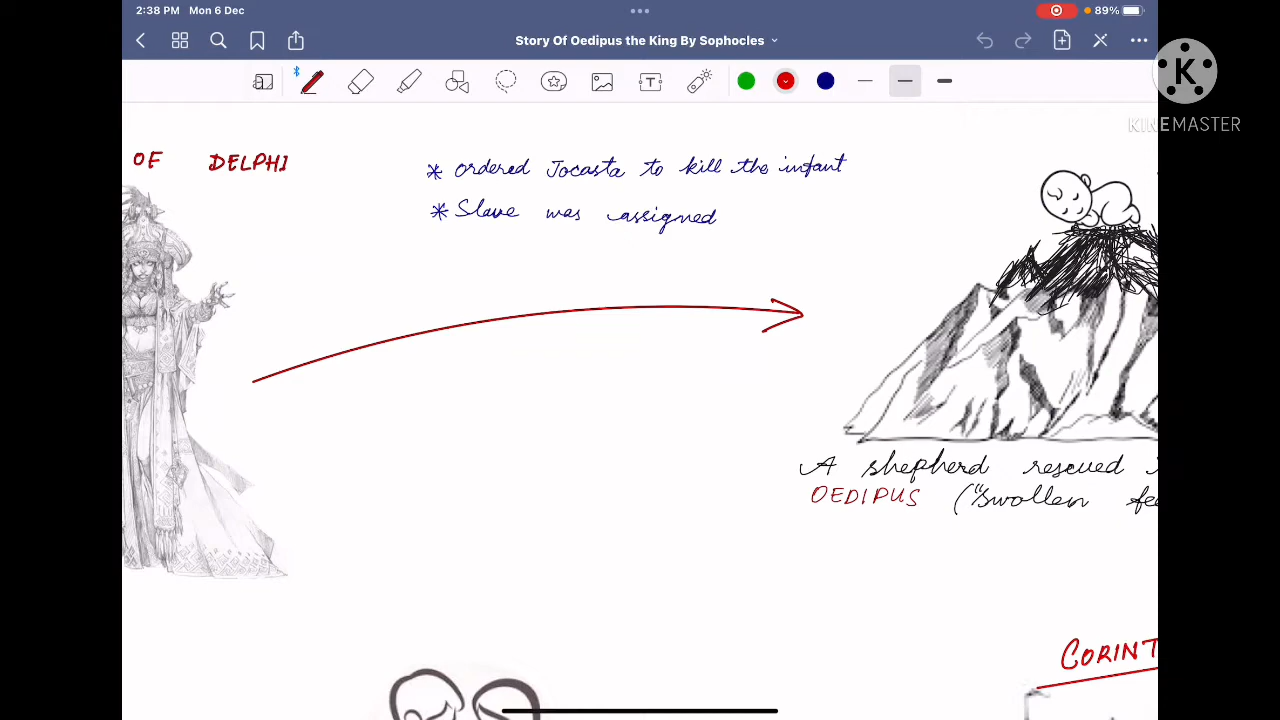 2:38 PM Mon 6 Dec
89%
Story Of Oedipus the King By Sophocles
T
K
KINEMASTER
OF DELPHI
* ordered Jocasta to kill the infant
* Slave was assigned
A shepherd rescued
OEDIPUS ("Swollen fee
CORINT